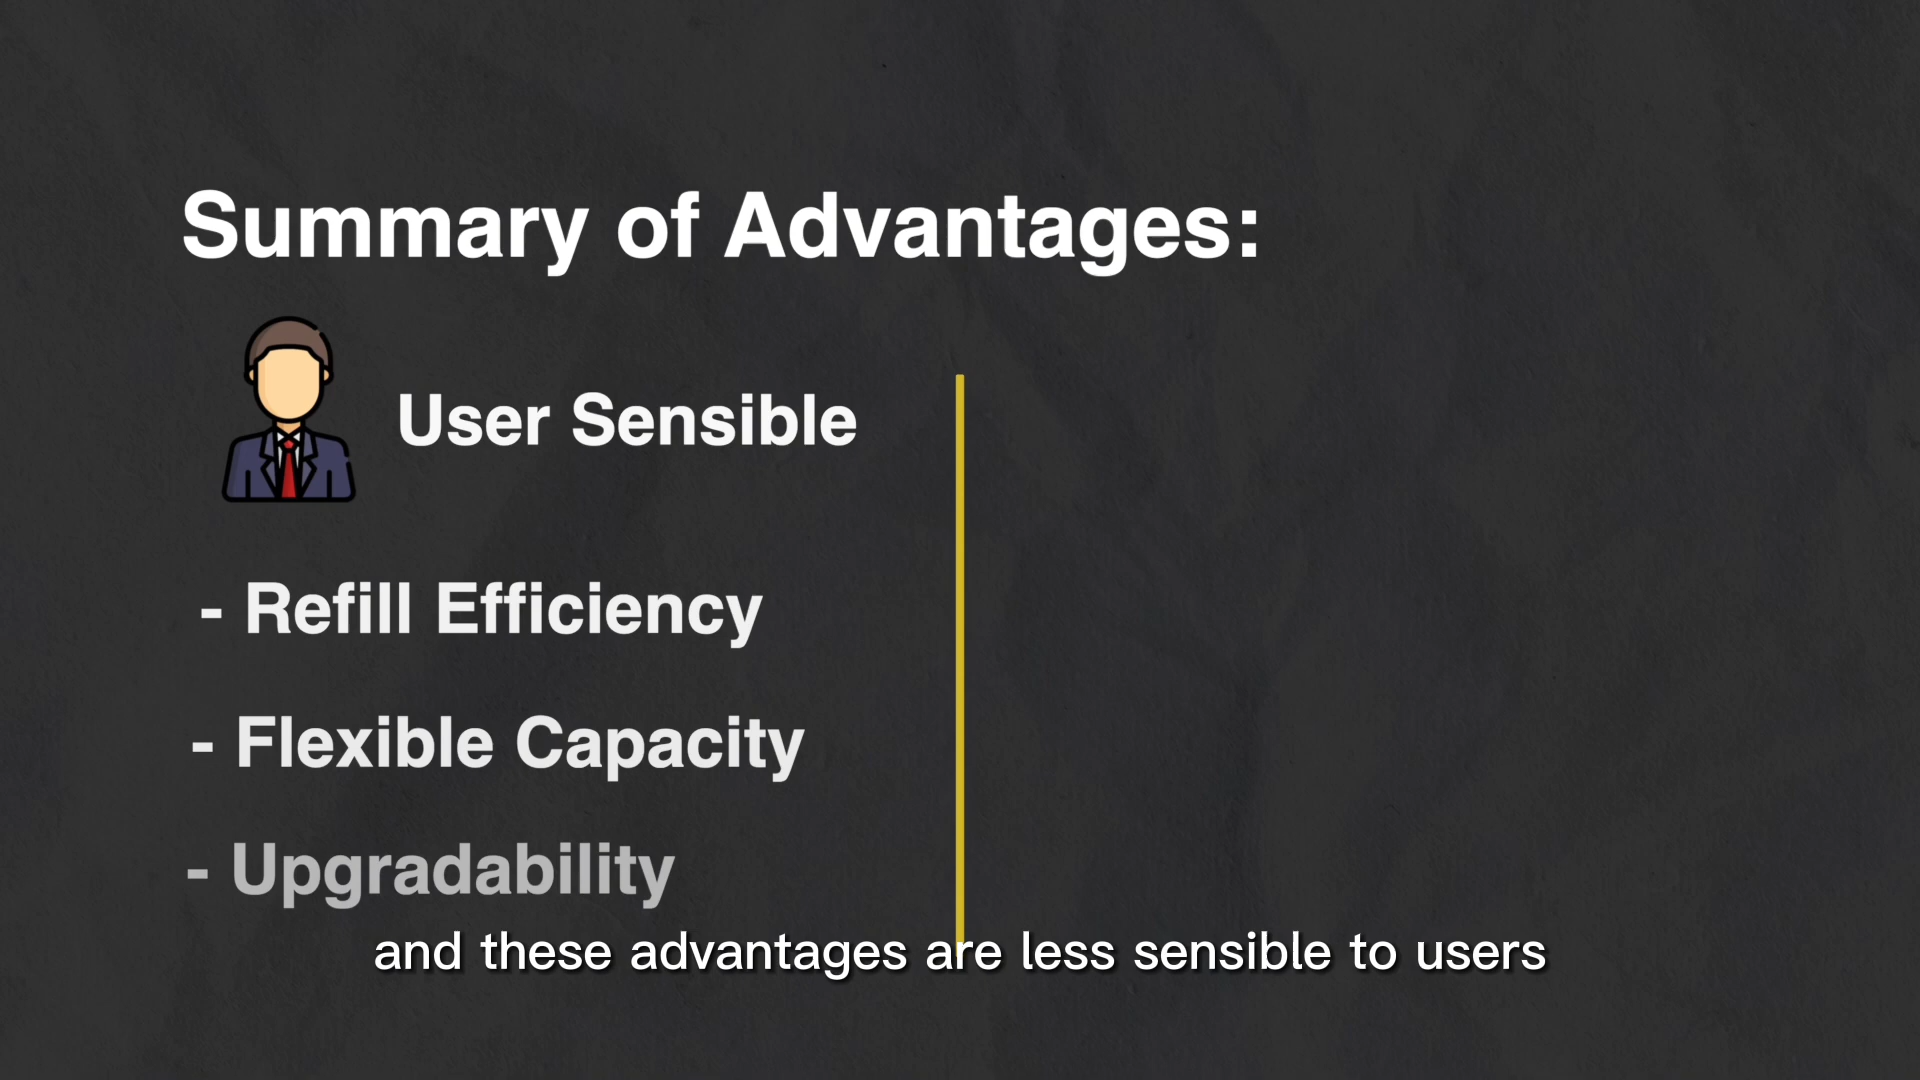 Summary of Advantages:
User Sensible
- Refill Efficiency
- Flexible Capacity
- Upgradability
and these advantages are less sensible to users